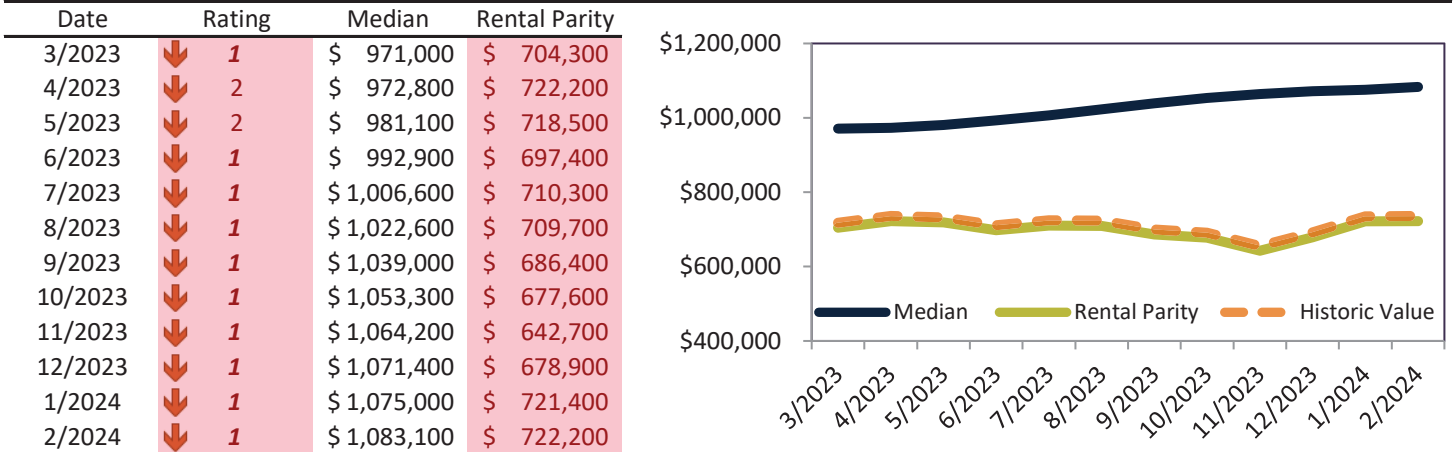 Date Rating Median Rental Parity
3/2023 1 $ 971,000 $ 704,300
4/2023 2 $ 972,800 $ 722,200
5/2023 2 $ 981,100 $ 718,500
6/2023 1 $ 992,900 $ 697,400
7/2023 1 $ 1,006,600 $ 710,300
8/2023 1 $ 1,022,600 $ 709,700
9/2023 1 $ 1,039,000 $ 686,400
10/2023 1 $ 1,053,300 $ 677,600
11/2023 1 $ 1,064,200 $ 642,700
12/2023 1 $ 1,071,400 $ 678,900
1/2024 1 $ 1,075,000 $ 721,400
2/2024 1 $ 1,083,100 $ 722,200
$1,200,000
$1,000,000
$800,000
$600,000
$400,000
Median Rental Parity Historic Value
3/2023 4/2023 5/2023 6/2023 7/2023 8/2023 9/2023 10/2023 11/2023 12/2023 1/2024 2/2024